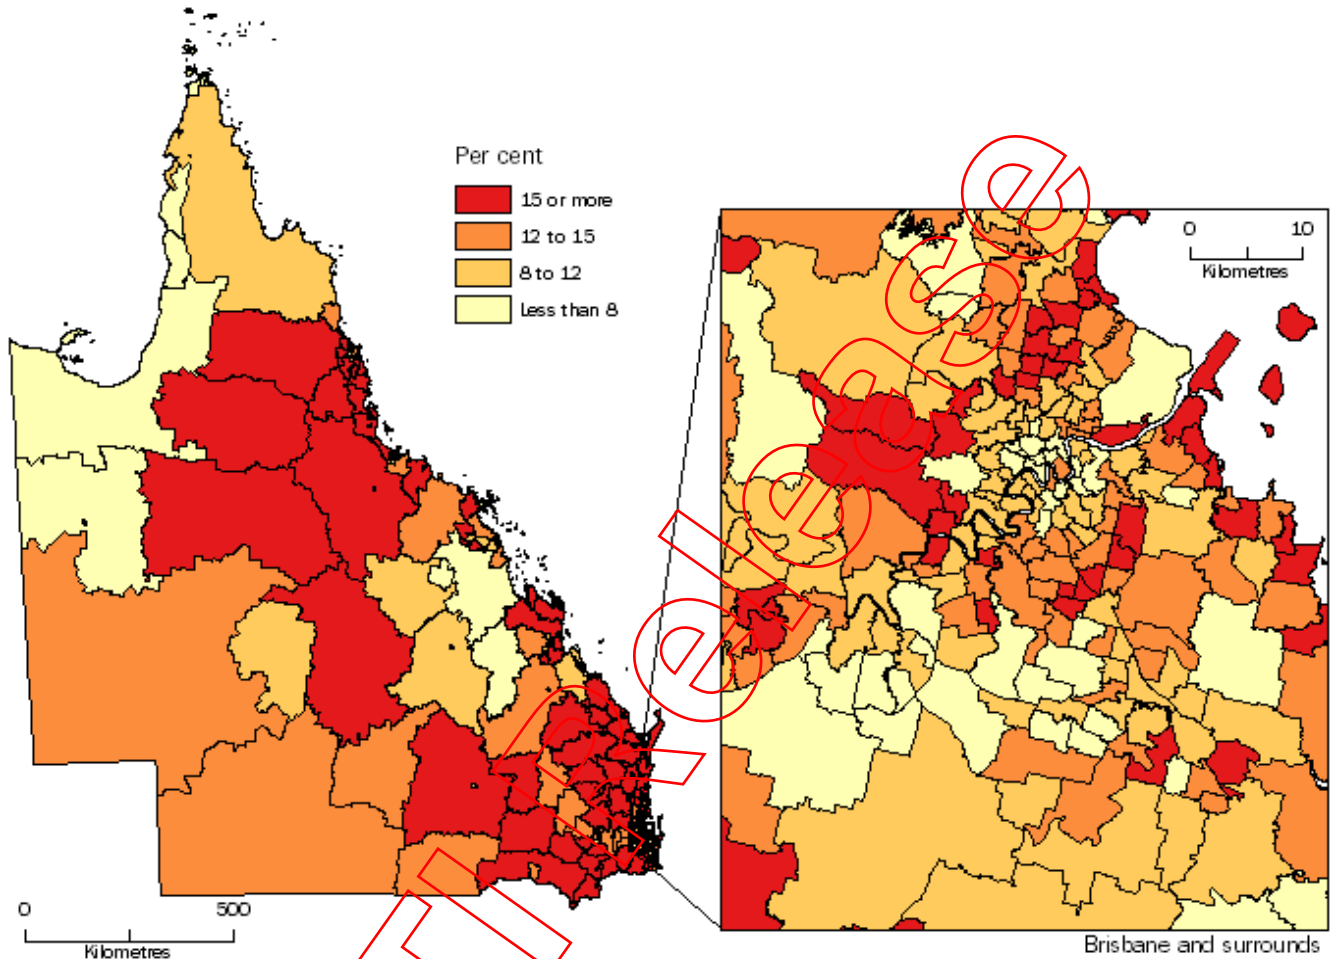 Per cent
15 or more
12 to 15
8 to 12
Less than 8
0 500
Kilometres
0 10
Kilometres
Brisbane and surrounds
Release